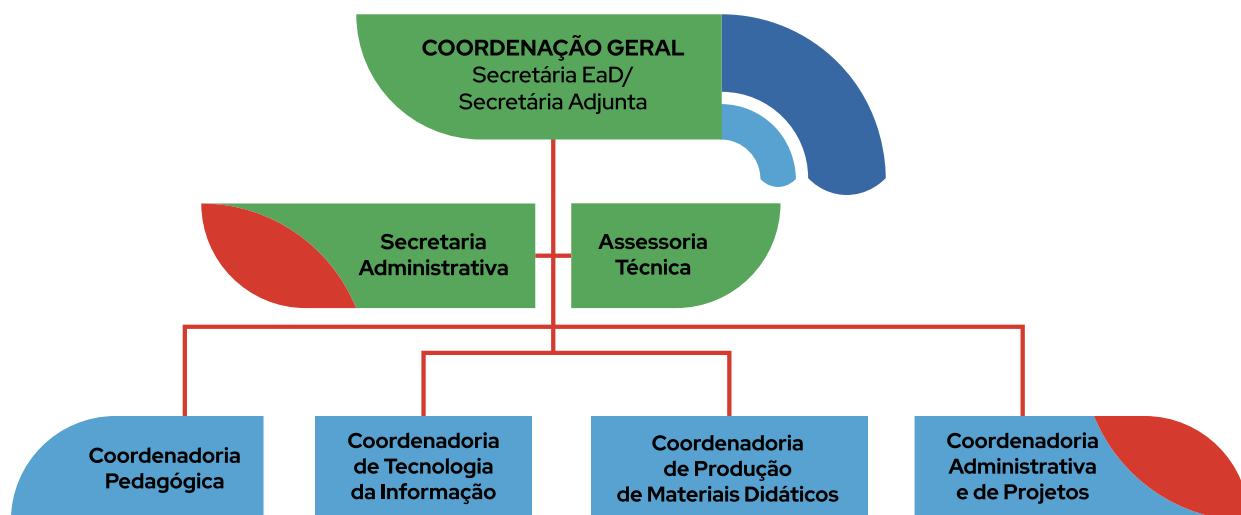 COORDENAÇÃO GERAL
Secretária EaD/
Secretária Adjunta
Secretaria
Administrativa
Assessoria
Técnica
Coordenadoria
Pedagógica
Coordenadoria
de Tecnologia
da Informação
Coordenadoria
de Produção
de Materiais Didáticos
Coordenadoria
Administrativa
e de Projetos